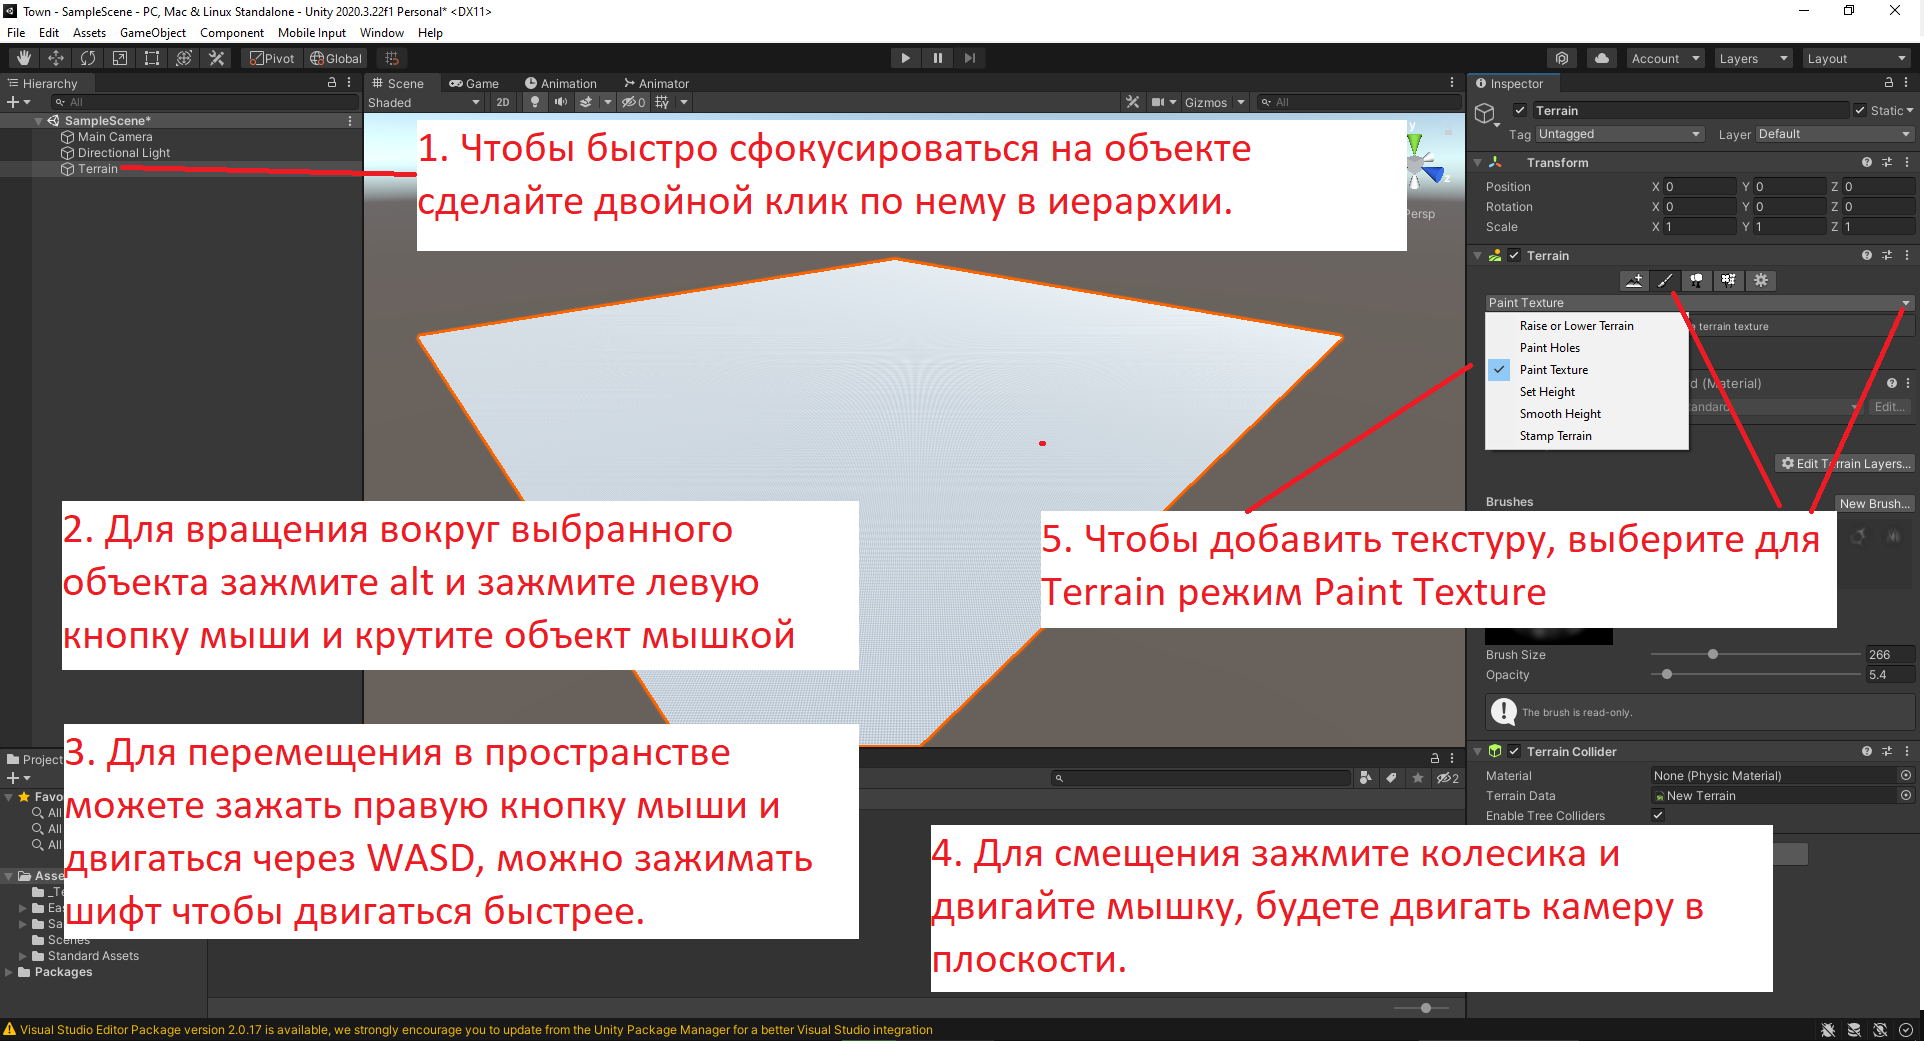 Town - SampleScene - PC, Mac & Linux Standalone - Unity 2020.3.22f1 Personal* <DX11>
File Edit Assets GameObject Component Mobile Input Window Help
Pivot Global Account Layers Layout
Hierarchy
All
SampleScene*
Main Camera
Directional Light
Terrain
Scene Game Animation Animator
Shaded 2D 0 Gizmos All
y
z
Persp
1. Чтобы быстро сфокусироваться на объекте
сделайте двойной клик по нему в иерархии.
2. Для вращения вокруг выбранного
объекта зажмите alt и зажмите левую
кнопку мыши и крутите объект мышкой
3. Для перемещения в пространстве
можете зажать правую кнопку мыши и
двигаться через WASD, можно зажимать
шифт чтобы двигаться быстрее.
4. Для смещения зажмите колесика и
двигайте мышку, будете двигать камеру в
плоскости.
5. Чтобы добавить текстуру, выберите для
Terrain режим Paint Texture
Inspector
Terrain Static
Tag Untagged Layer Default
Transform
Position X 0 Y 0 Z 0
Rotation X 0 Y 0 Z 0
Scale X 1 Y 1 Z 1
Terrain
Paint Texture
Raise or Lower Terrain
terrain texture
Paint Holes
Paint Texture
(Material)
Set Height
Edit...
Smooth Height
Stamp Terrain
Edit Terrain Layers...
Brushes
New Brush...
Brush Size 266
Opacity 5.4
The brush is read-only.
Terrain Collider
Material None (Physic Material)
Terrain Data New Terrain
Enable Tree Colliders
Project
2
Favo
All
All
All
Asse
_Te
Eas
Sa
Scenes
Standard Assets
Packages
Visual Studio Editor Package version 2.0.17 is available, we strongly encourage you to update from the Unity Package Manager for a better Visual Studio integration